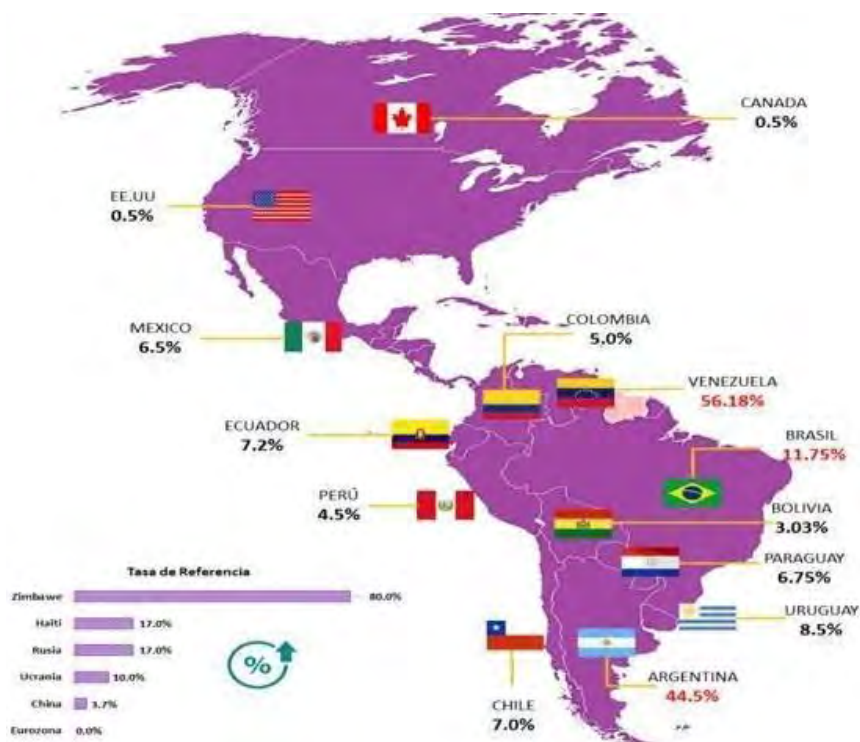 CANADA
0.5%
EE.UU
0.5%
MEXICO
6.5%
COLOMBIA
5.0%
VENEZUELA
56.18%
ECUADOR
7.2%
BRASIL
11.75%
PERÚ
4.5%
BOLIVIA
3.03%
PARAGUAY
6.75%
URUGUAY
8.5%
ARGENTINA
44.5%
CHILE
7.0%
Tasa de Referencia
Zimbawe 80.0%
Haiti 17.0%
Rusia 17.0%
Ucrania 10.0%
China 3.7%
Eurozona 0.0%
%